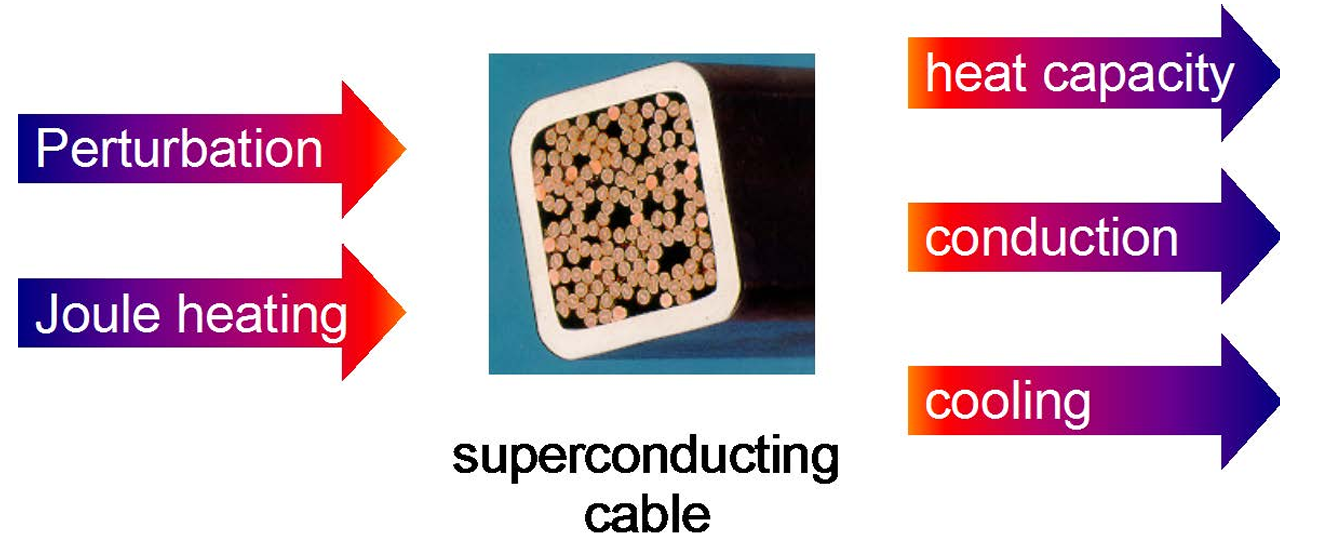 Perturbation
Joule heating
superconducting
cable
heat capacity
conduction
cooling